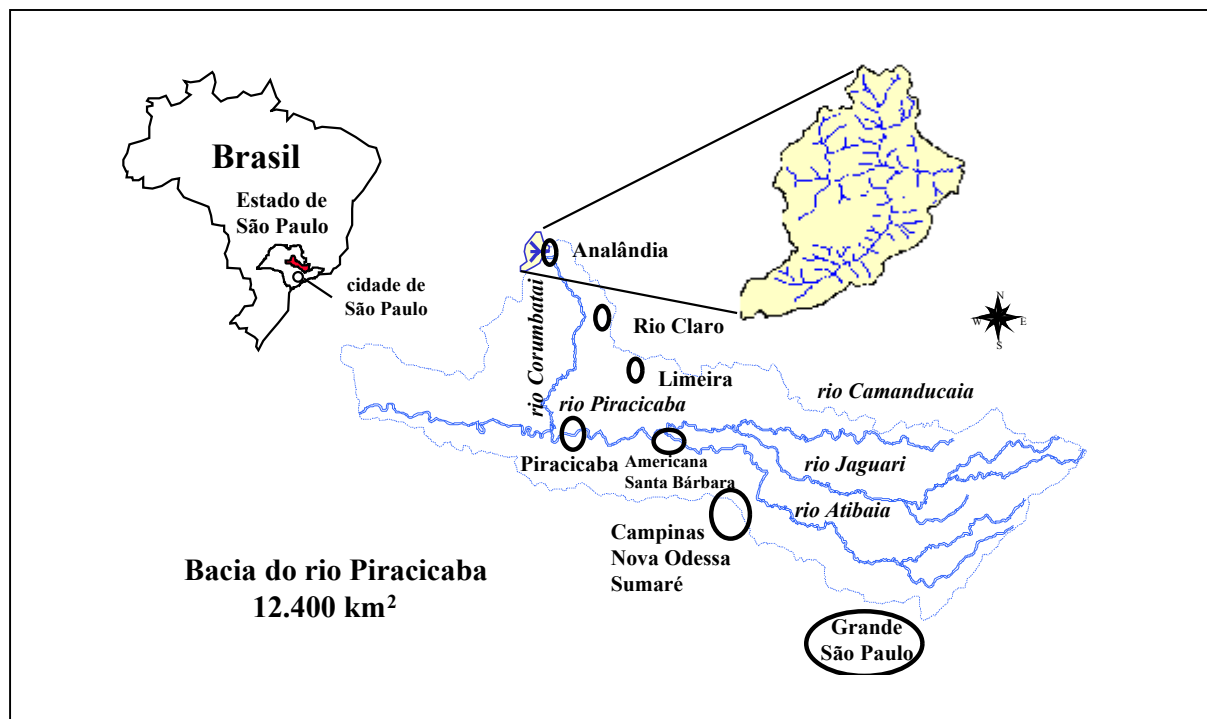 Brasil
Estado de
São Paulo
cidade de
São Paulo
Analândia
rio Corumbatai
Rio Claro
Limeira
N
W
E
S
rio Camanducaia
rio Piracicaba
Piracicaba
Americana
Santa Bárbara
rio Jaguari
rio Atibaia
Campinas
Nova Odessa
Sumaré
Bacia do rio Piracicaba
12.400 km²
Grande
São Paulo